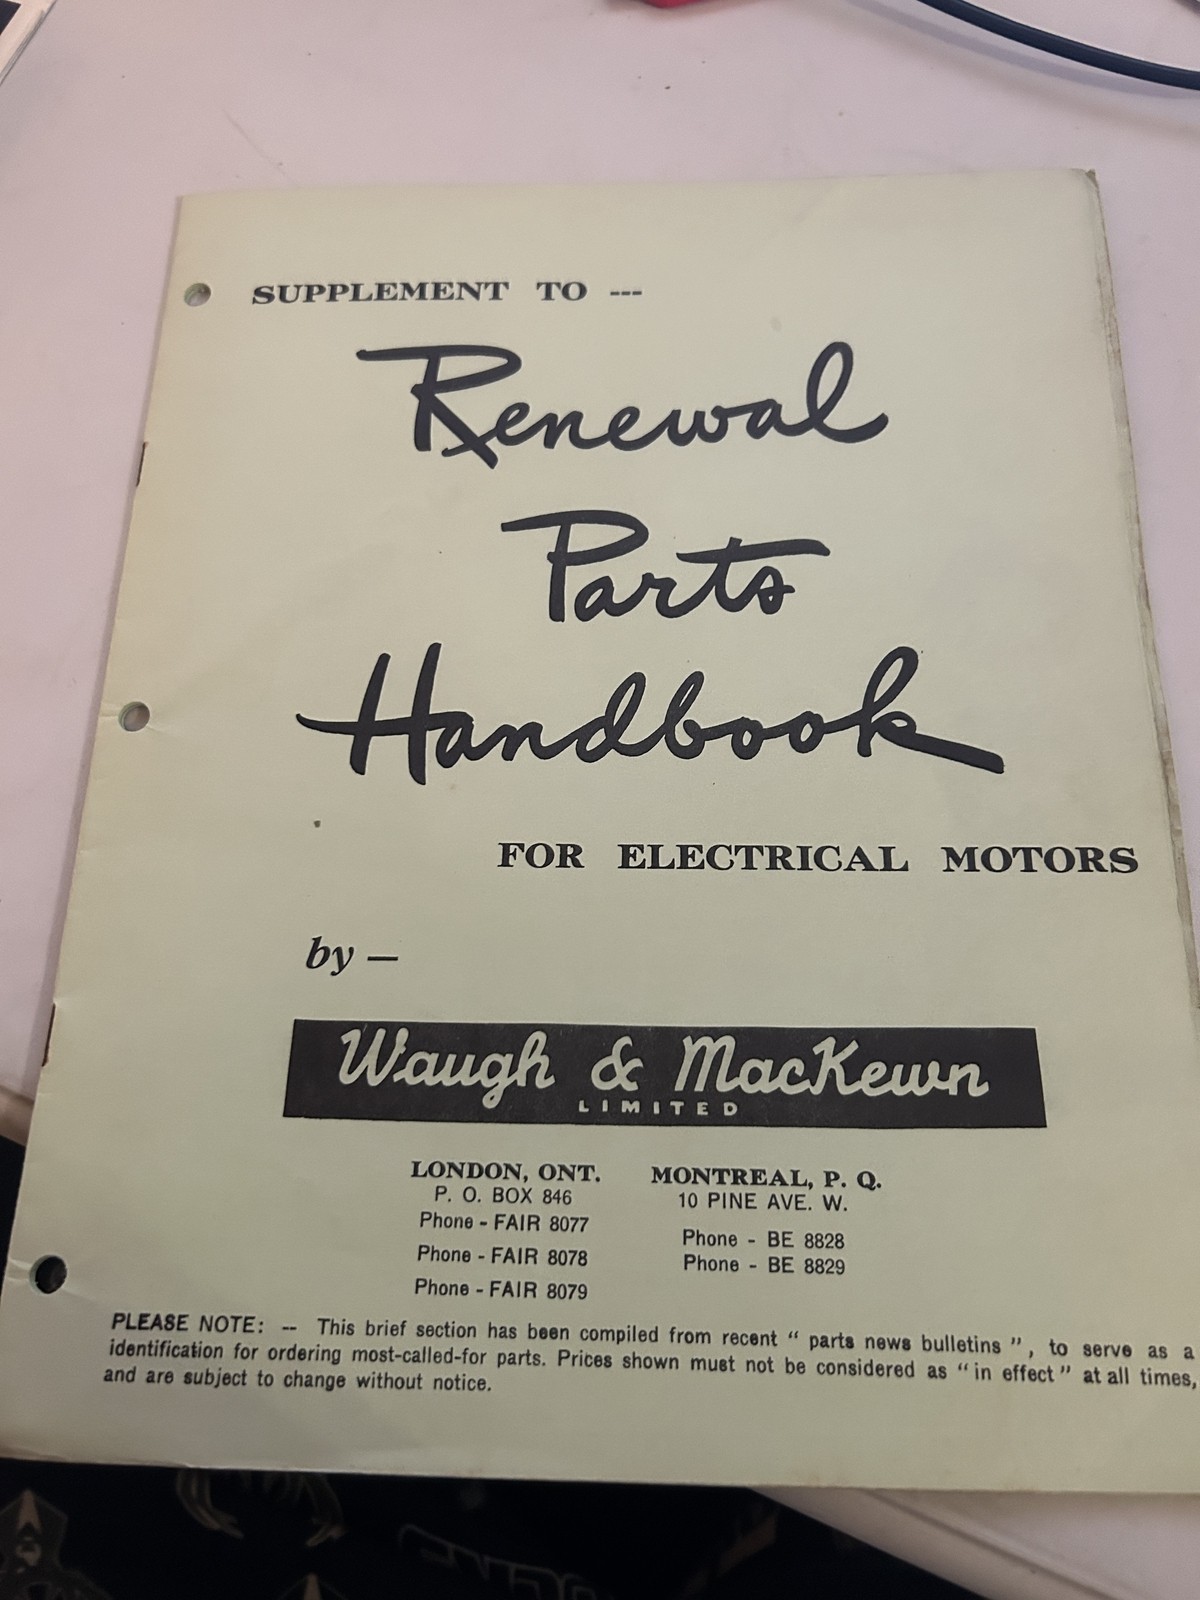 SUPPLEMENT TO ---
Renewal
Parts
Handbook
FOR ELECTRICAL MOTORS
by —
Waugh & MacKewn
LIMITED
LONDON, ONT.
P. O. BOX 846
Phone - FAIR 8077
Phone - FAIR 8078
Phone - FAIR 8079
MONTREAL, P. Q.
10 PINE AVE. W.
Phone - BE 8828
Phone - BE 8829
PLEASE NOTE: -- This brief section has been compiled from recent “ parts news bulletins ”, to serve as a
identification for ordering most-called-for parts. Prices shown must not be considered as “in effect” at all times,
and are subject to change without notice.